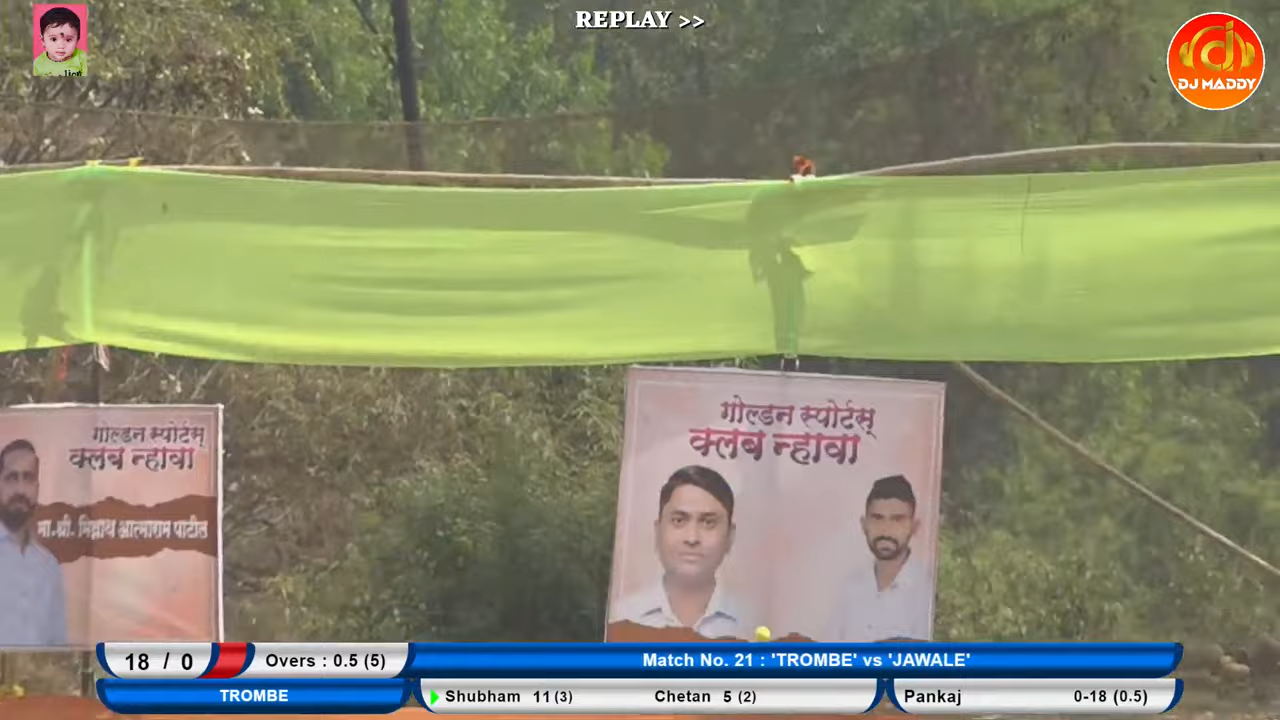 REPLAY >>
DJ MADDY
गोल्डन स्पोर्टस्
क्लब न्हावा
गोल्डन स्पोर्टस्
क्लब न्हावा
मा.श्री. आत्माराम पाटील
18 / 0
Overs : 0.5 (5)
Match No. 21 : 'TROMBE' vs 'JAWALE'
TROMBE
Shubham 11 (3)
Chetan 5 (2)
Pankaj 0-18 (0.5)